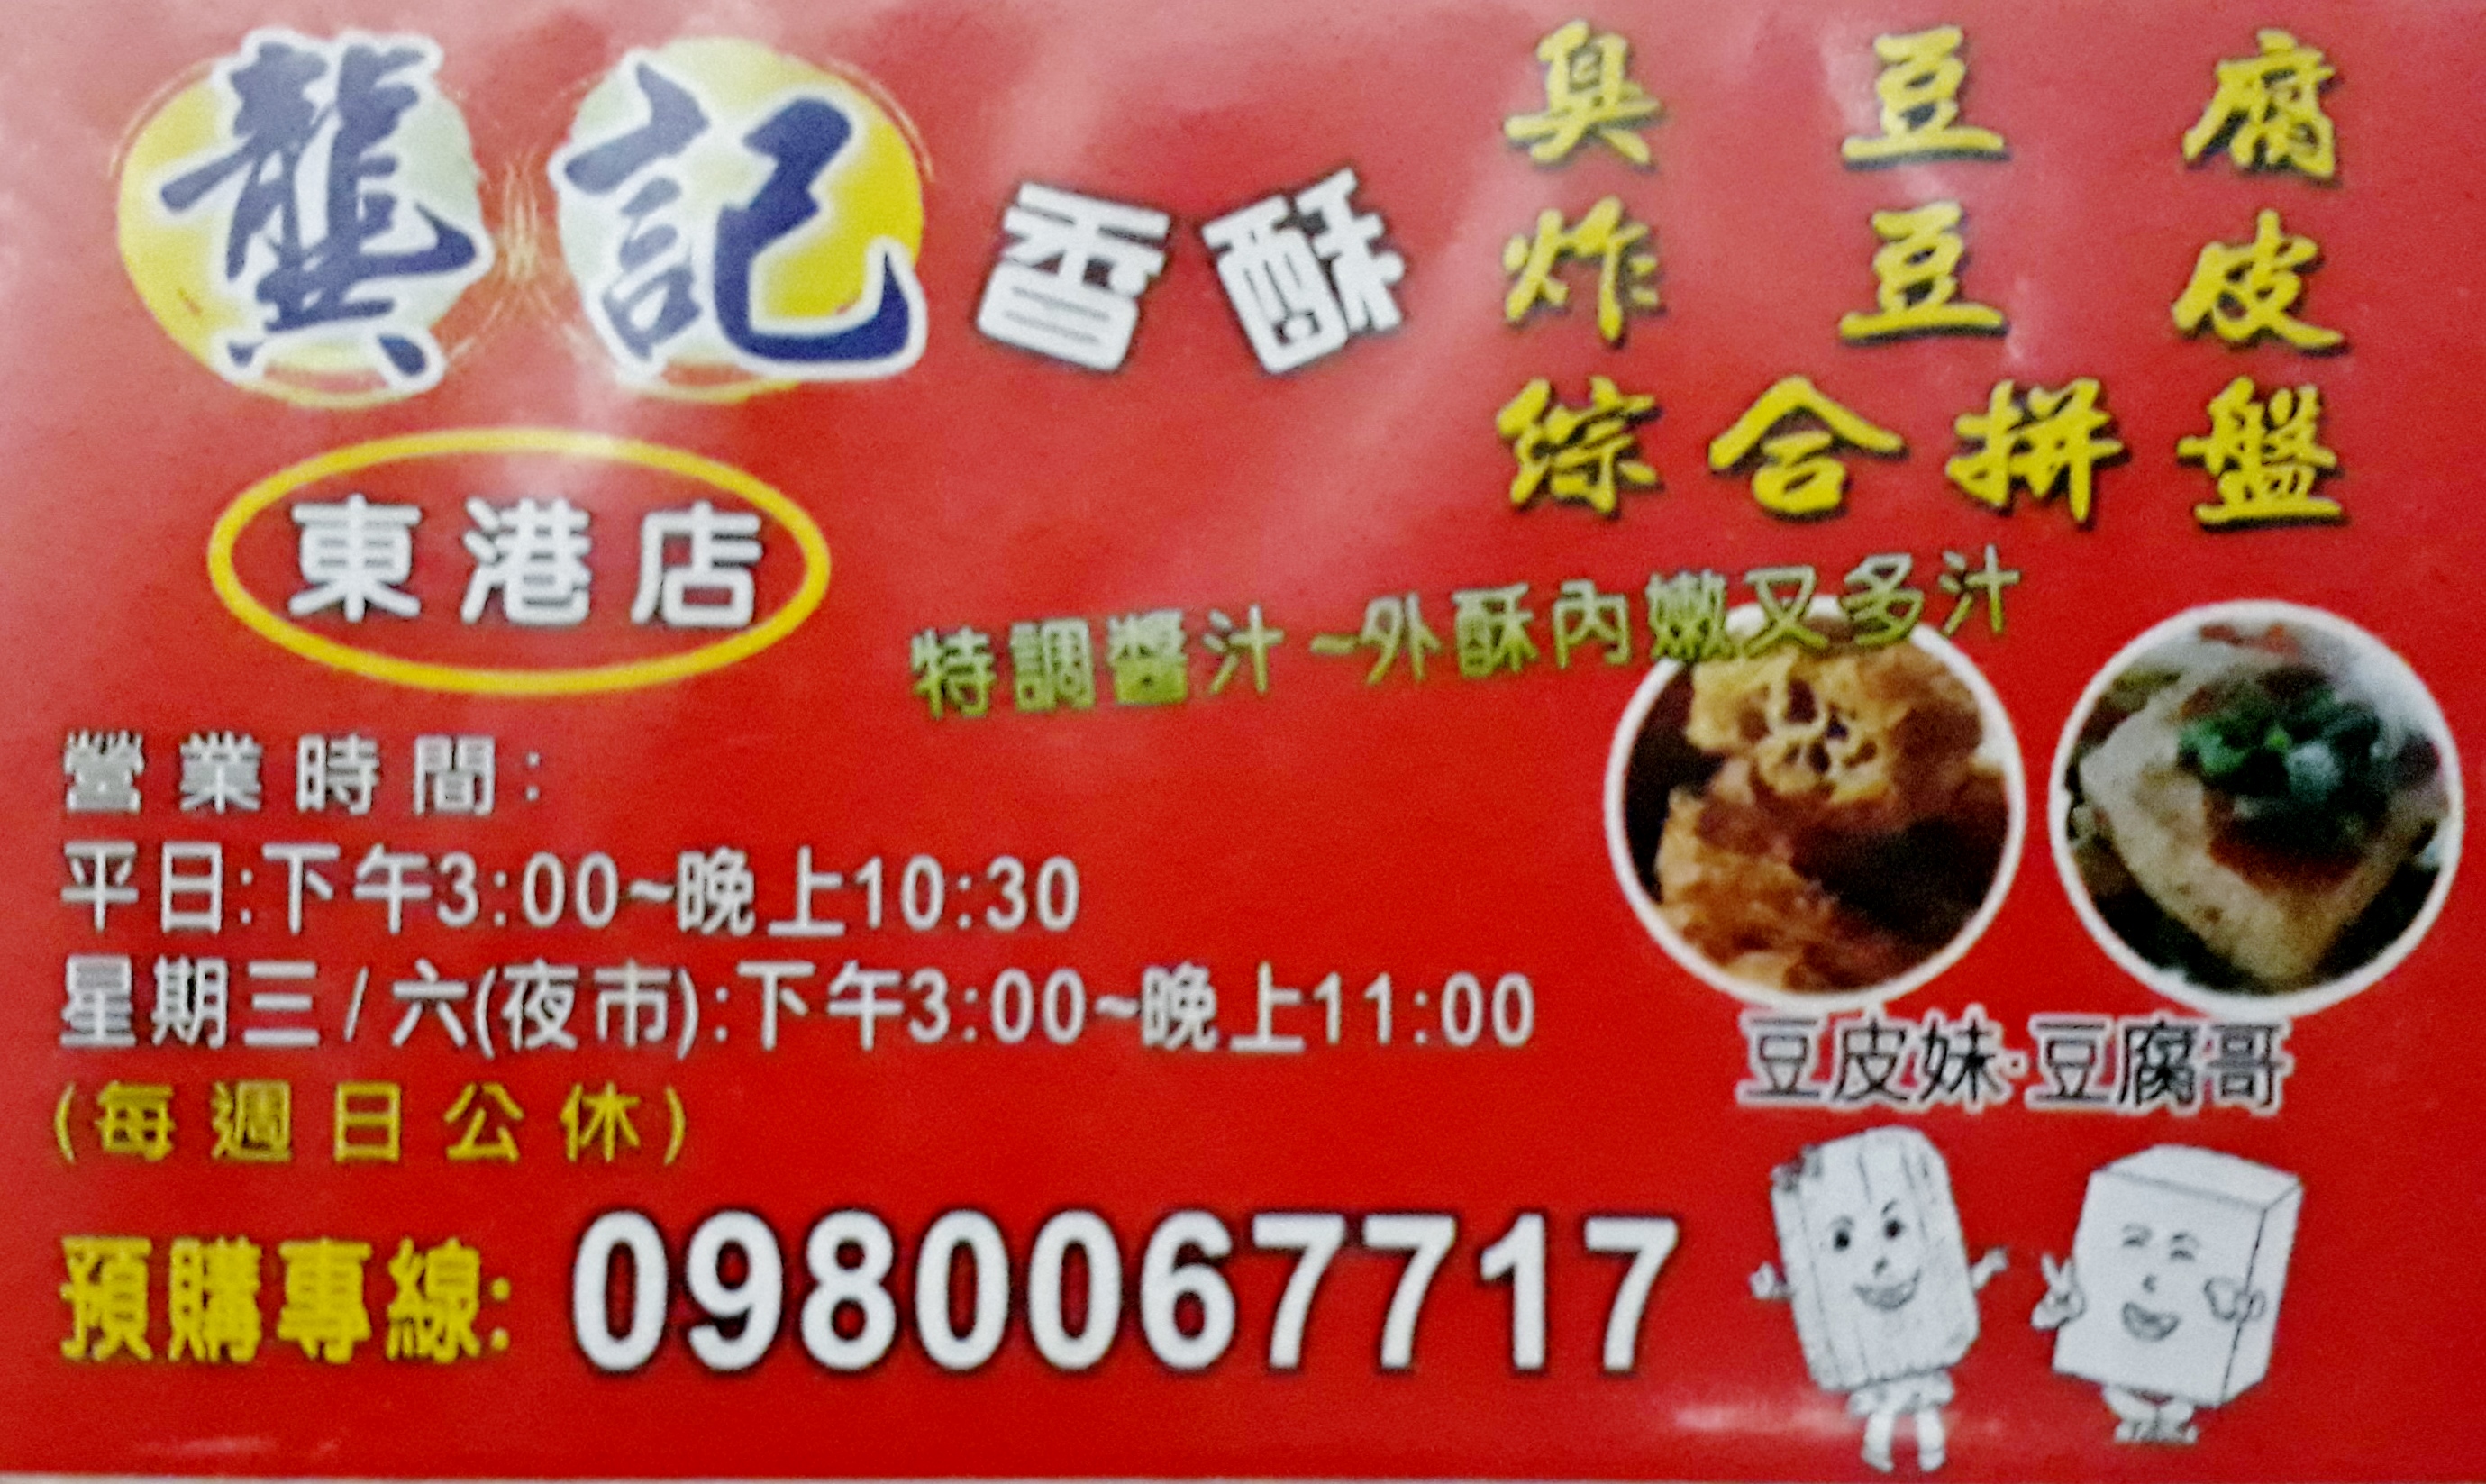 龔記
香酥
臭豆腐
炸豆皮
綜合拼盤
東港店
特調醬汁~外酥內嫩又多汁
營業時間:
平日:下午3:00~晚上10:30
星期三/六(夜市):下午3:00~晚上11:00
(每週日公休)
豆皮妹·豆腐哥
預購專線:0980067717